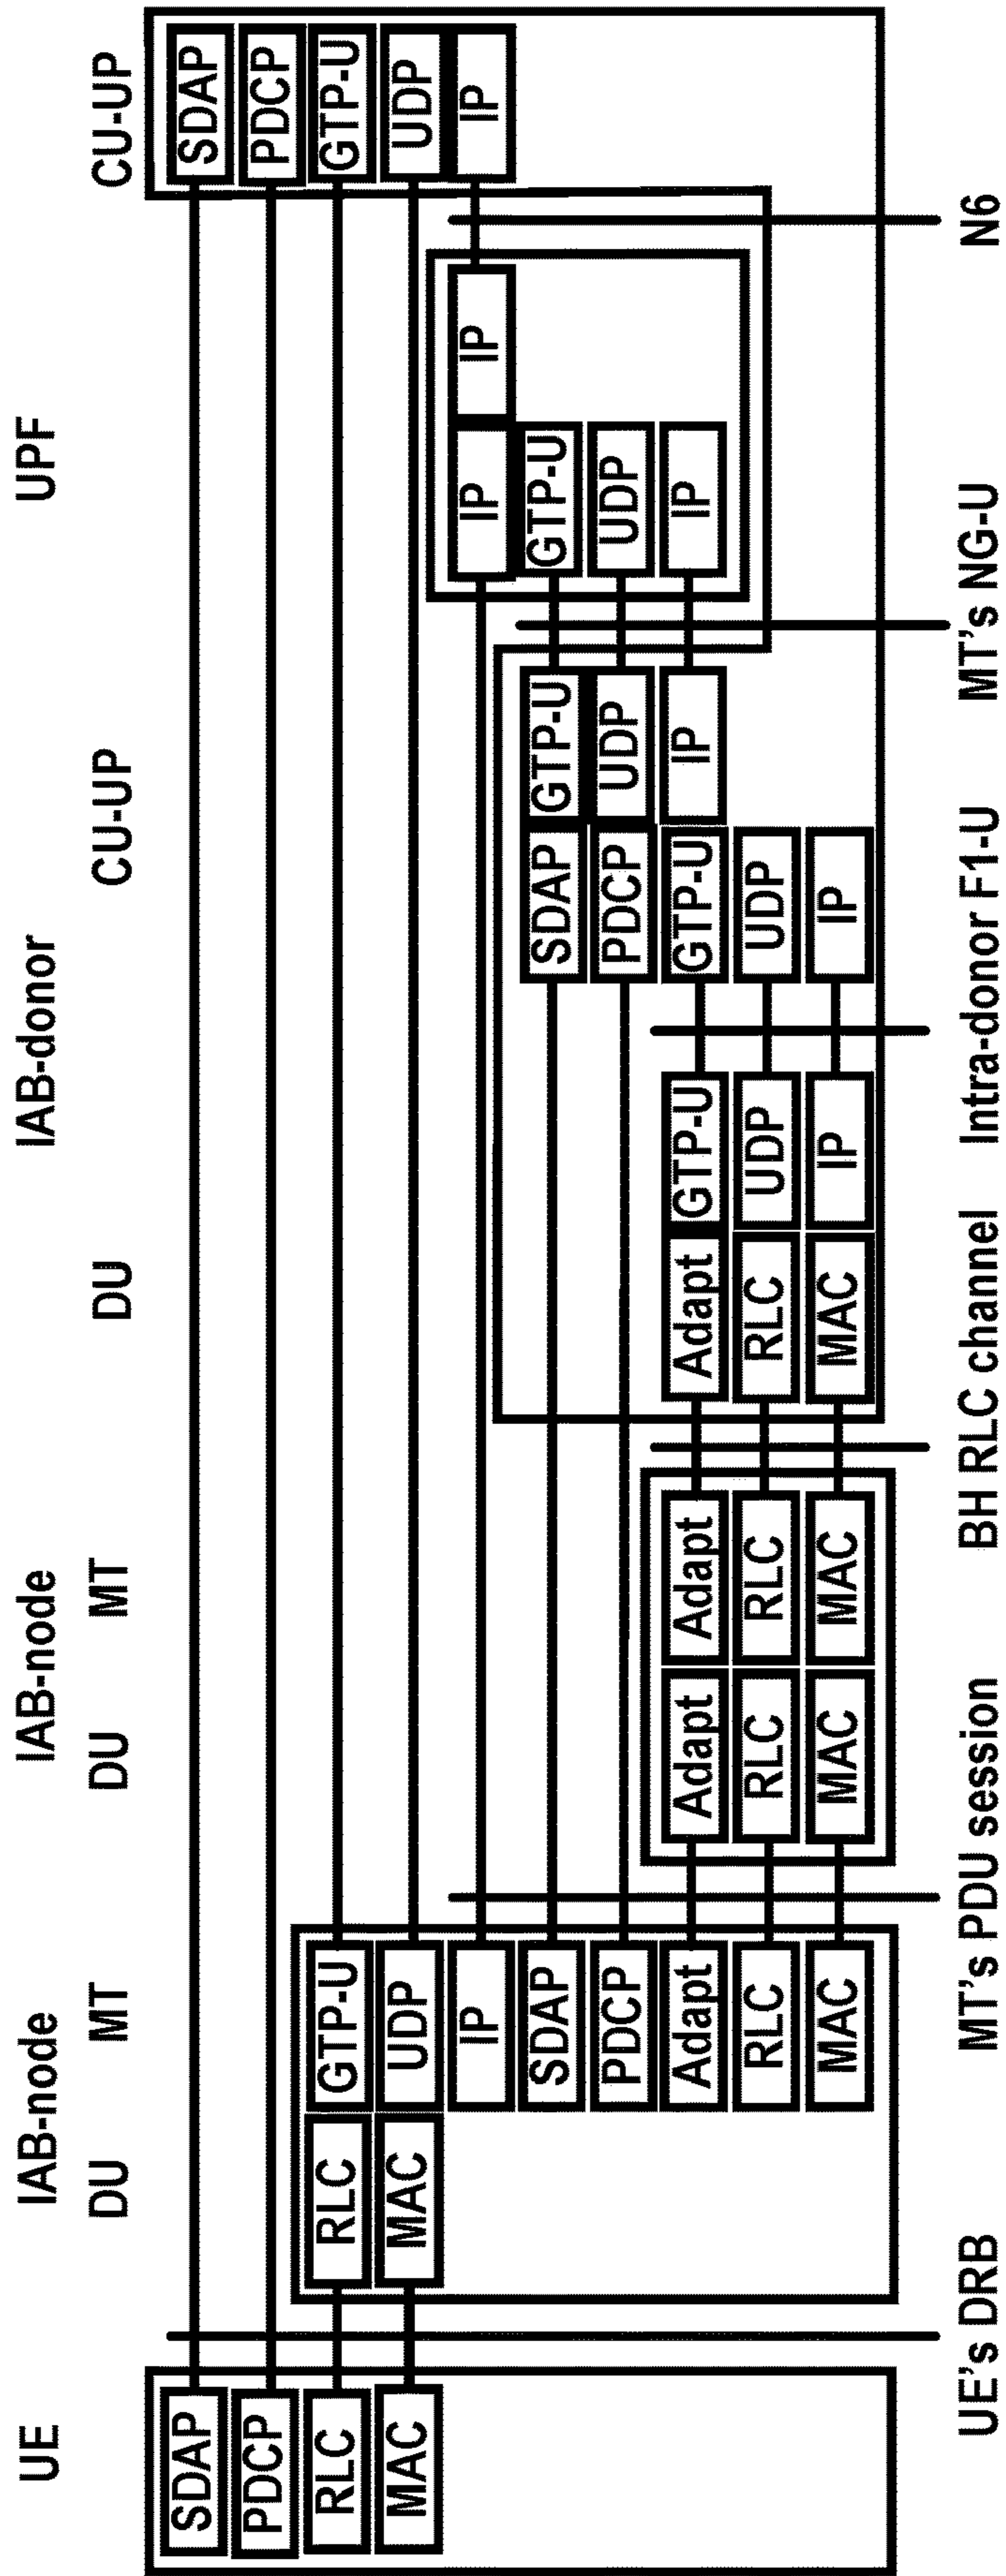 UE IAB-node IAB-node IAB-donor UPF
DU MT DU MT DU CU-UP CU-UP
SDAP SDAP
PDCP PDCP
RLC RLC GTP-U GTP-U
MAC MAC UDP UDP
IP IP IP IP
SDAP SDAP GTP-U GTP-U
PDCP PDCP UDP UDP
Adapt Adapt Adapt Adapt GTP-U GTP-U IP IP
RLC RLC RLC RLC UDP UDP
MAC MAC MAC MAC IP IP
UE's DRB MT's PDU session BH RLC channel Intra-donor F1-U MT's NG-U N6